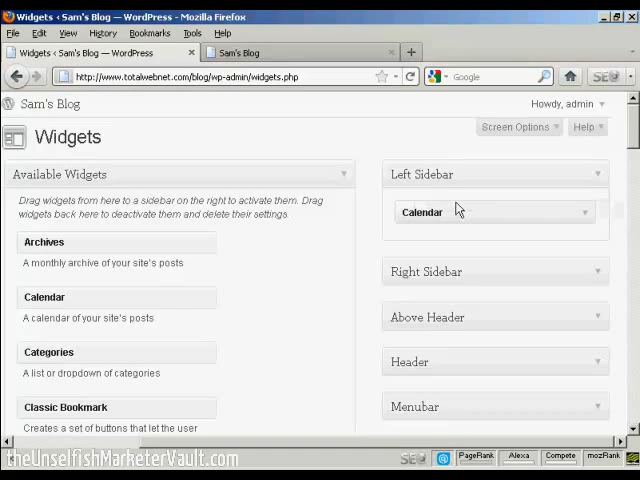 Widgets ‹ Sam's Blog — WordPress - Mozilla Firefox
File Edit View History Bookmarks Tools Help
Widgets ‹ Sam's Blog — WordPress × Sam's Blog × +
http://www.totalwebnet.com/blog/wp-admin/widgets.php Google SEO
Sam's Blog Howdy, admin
Screen Options Help
Widgets
Available Widgets
Drag widgets from here to a sidebar on the right to activate them. Drag
widgets back here to deactivate them and delete their settings.
Archives
A monthly archive of your site's posts
Calendar
A calendar of your site's posts
Categories
A list or dropdown of categories
Classic Bookmark
Creates a set of buttons that let the user
Left Sidebar
Calendar
Right Sidebar
Above Header
Header
Menubar
theUnselfishMarketerVault.com
SEO PageRank Alexa Compete mozRank